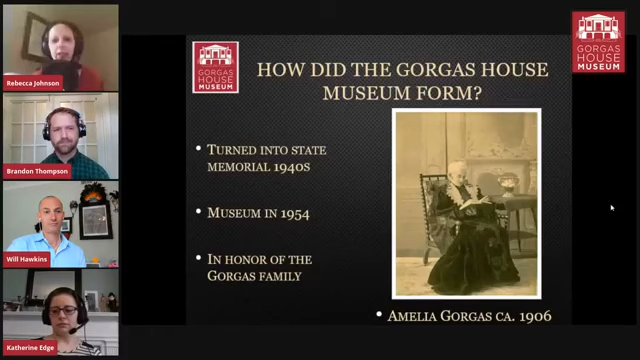 Rebecca Johnson
Brandon Thompson
Will Hawkins
Katherine Edge
GORGAS
HOUSE
MUSEUM
HOW DID THE GORGAS HOUSE
MUSEUM FORM?
• TURNED INTO STATE
MEMORIAL 1940S
• MUSEUM IN 1954
• IN HONOR OF THE
GORGAS FAMILY
• AMELIA GORGAS CA. 1906
GORGAS
HOUSE
MUSEUM